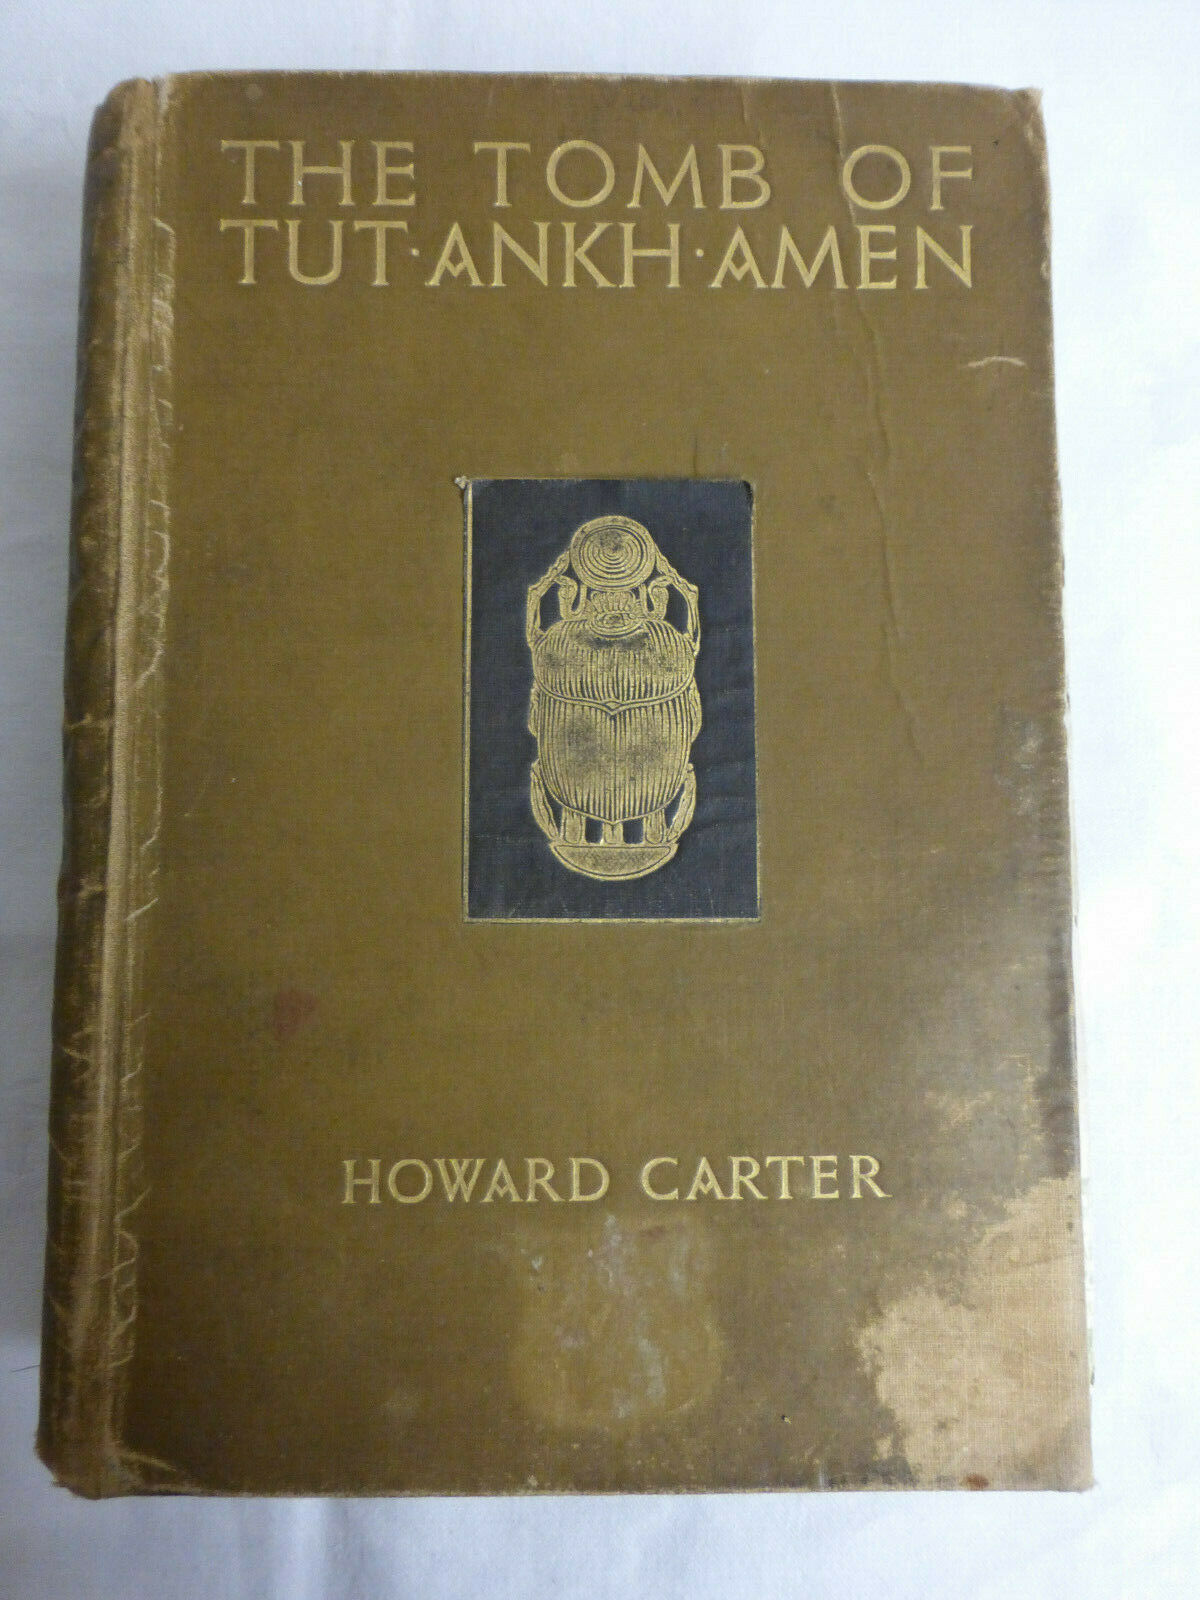 THE TOMB OF
TUT·ANKH·AMEN
HOWARD CARTER